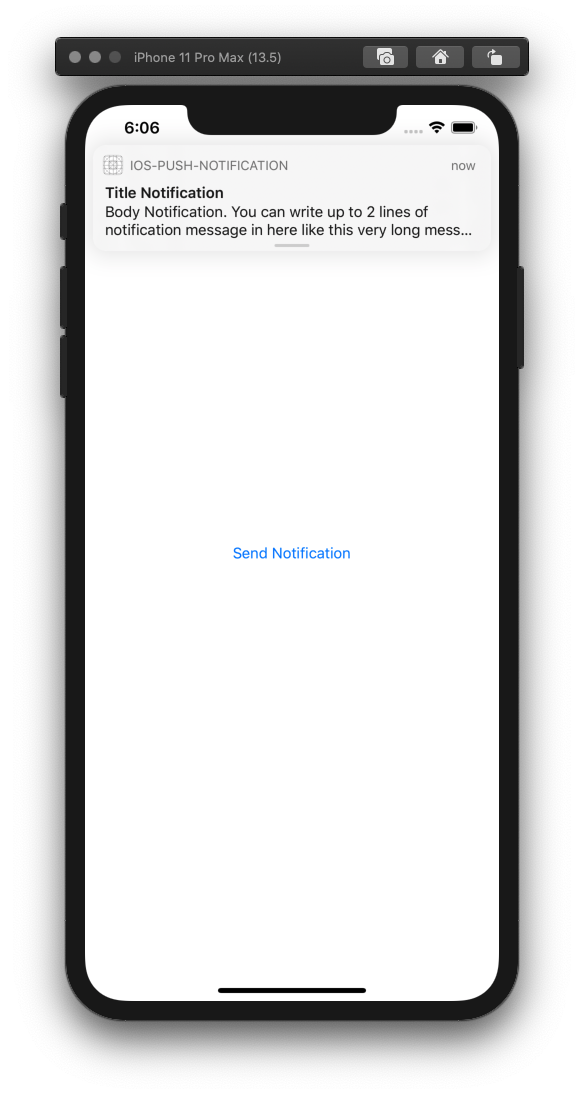 iPhone 11 Pro Max (13.5)
6:06
IOS-PUSH-NOTIFICATION now
Title Notification
Body Notification. You can write up to 2 lines of
notification message in here like this very long mess...
Send Notification